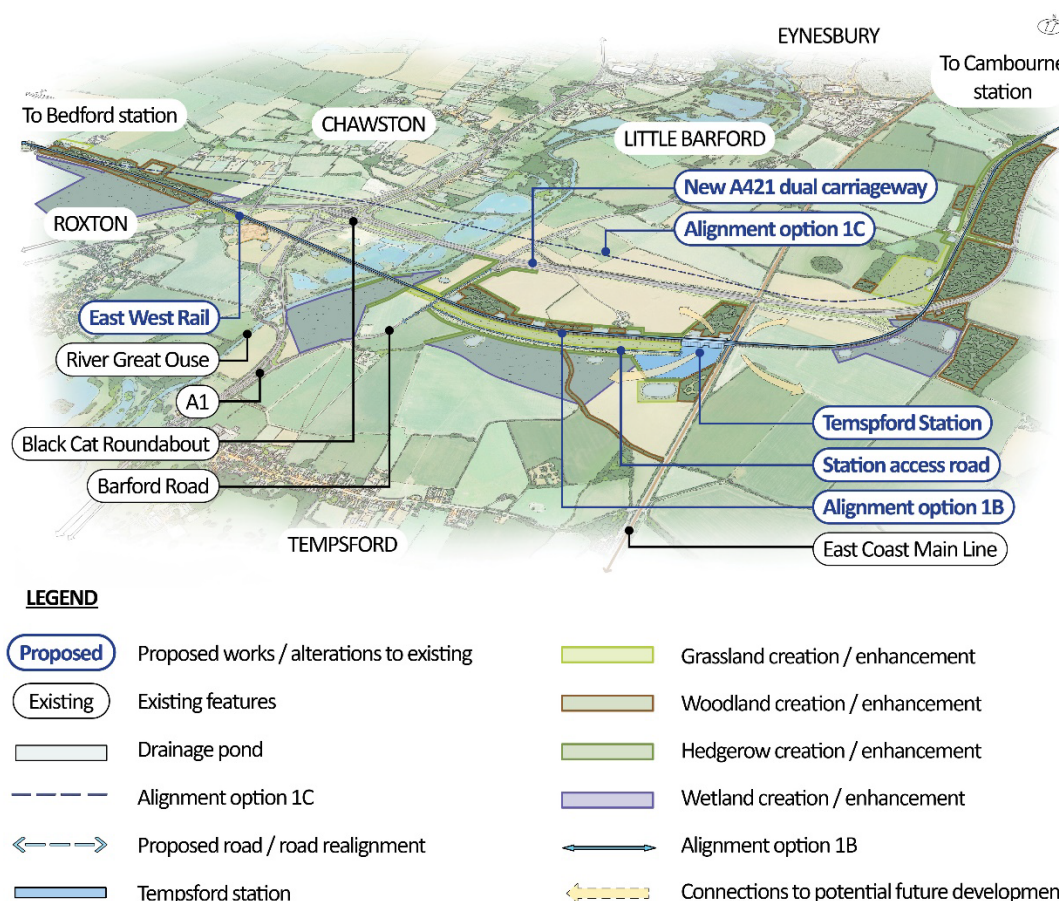 EYNESBURY
To Cambourne
station
To Bedford station
CHAWSTON
LITTLE BARFORD
New A421 dual carriageway
ROXTON
Alignment option 1C
East West Rail
River Great Ouse
A1
Temspford Station
Black Cat Roundabout
Station access road
Barford Road
Alignment option 1B
TEMPSFORD
East Coast Main Line
LEGEND
Proposed
Proposed works / alterations to existing
Existing
Existing features
Drainage pond
Alignment option 1C
Proposed road / road realignment
Tempsford station
Grassland creation / enhancement
Woodland creation / enhancement
Hedgerow creation / enhancement
Wetland creation / enhancement
Alignment option 1B
Connections to potential future developmen